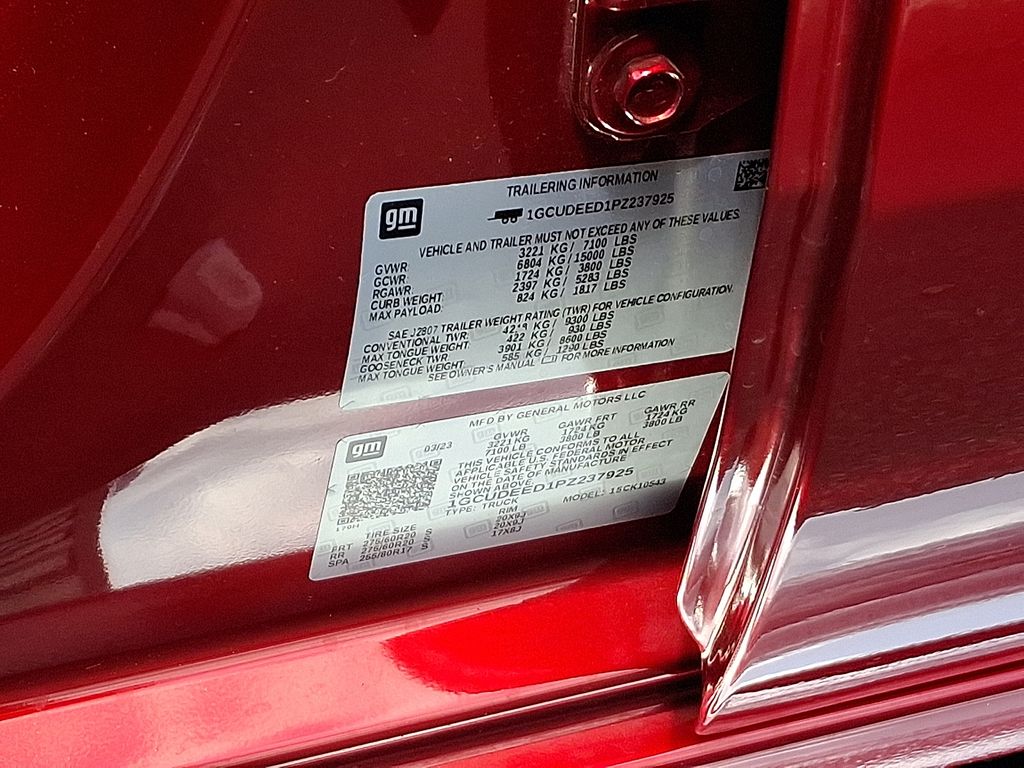 TRAILERING INFORMATION
gm
1GCUDEED1PZ237925
VEHICLE AND TRAILER MUST NOT EXCEED ANY OF THESE VALUES
GVWR: 3221 KG / 7100 LBS
GCWR: 6804 KG / 15000 LBS
RGAWR: 1724 KG / 3800 LBS
CURB WEIGHT: 2397 KG / 5283 LBS
MAX PAYLOAD: 824 KG / 1817 LBS
SAE J2807 TRAILER WEIGHT RATING (TWR) FOR VEHICLE CONFIGURATION.
CONVENTIONAL TWR: KG / 9300 LBS
MAX TONGUE WEIGHT: 422 KG / 930 LBS
GOOSENECK TWR: 3901 KG / 8600 LBS
MAX TONGUE WEIGHT: 585 KG / 1290 LBS
SEE OWNER'S MANUAL FOR MORE INFORMATION
MFD BY GENERAL MOTORS LLC
gm
03/23
GVWR GAWR FRT GAWR RR
3221 KG 1724 KG 1724 KG
7100 LB 3800 LB 3800 LB
THIS VEHICLE CONFORMS TO ALL
APPLICABLE U.S. FEDERAL MOTOR
VEHICLE SAFETY STANDARDS IN EFFECT
ON THE DATE OF MANUFACTURE
SHOWN ABOVE.
1GCUDEED1PZ237925
TYPE: TRUCK MODEL: 15CK10543
TIRE SIZE RIM
FRT 275/60R20 S 20X9J
RR 275/60R20 S 20X9J
SPA 255/80R17 S 17X8J